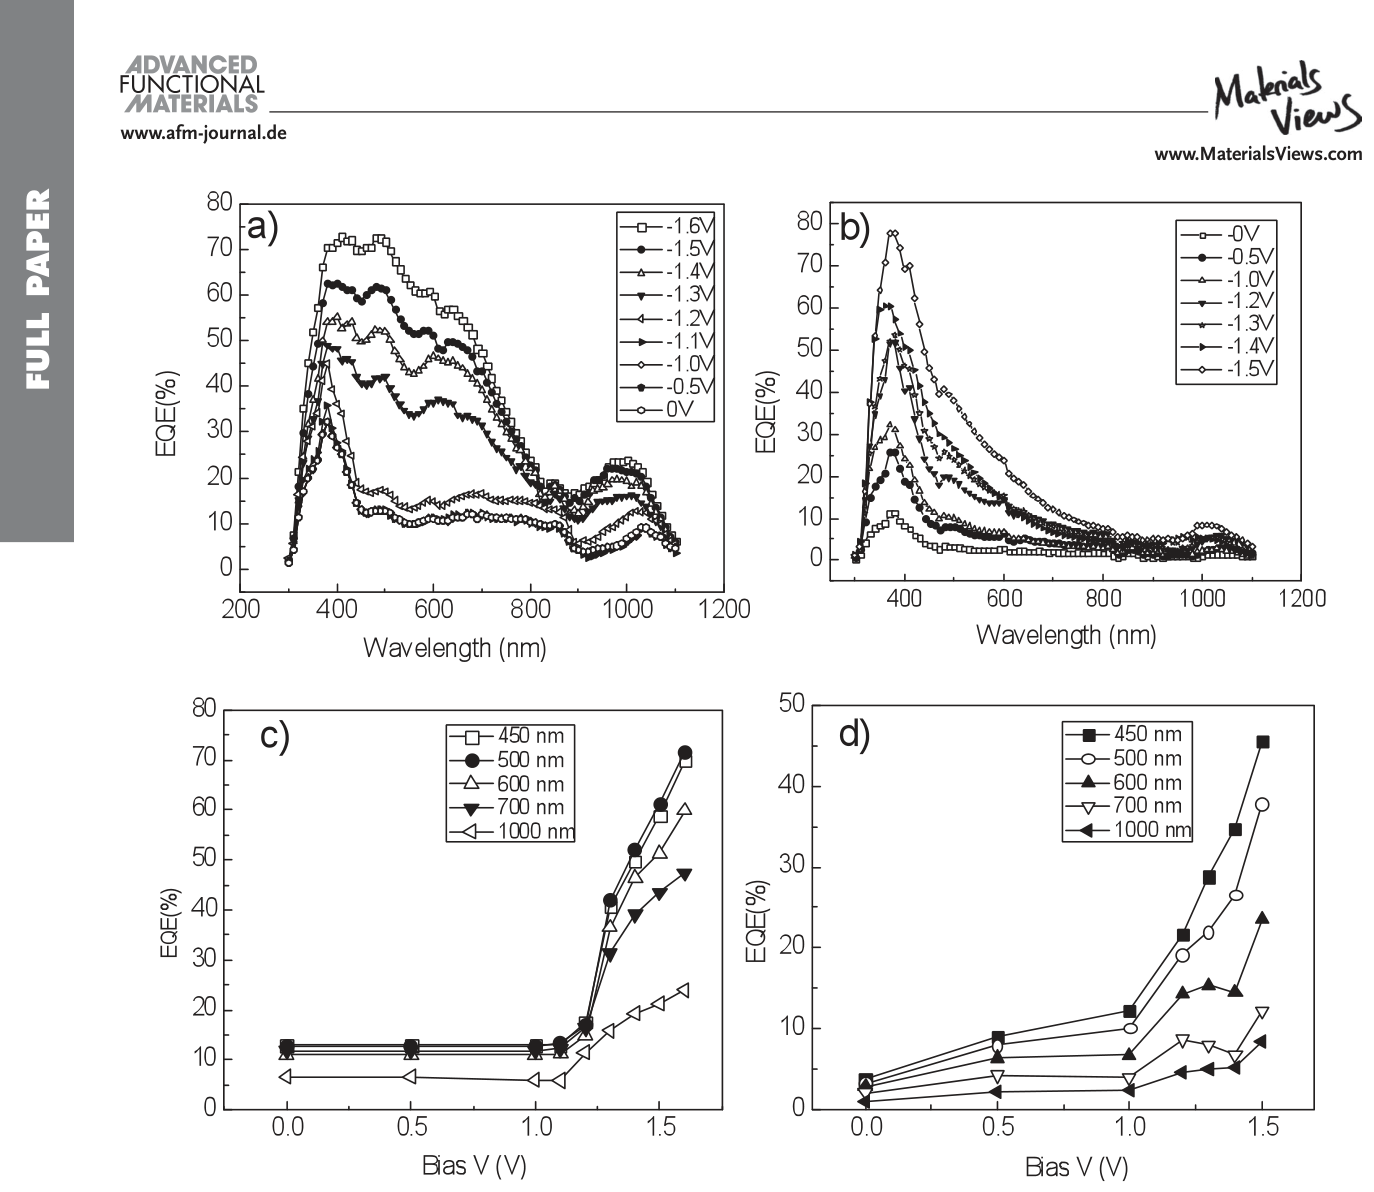 ADVANCED
FUNCTIONAL
MATERIALS
www.afm-journal.de
Materials
Views
www.MaterialsViews.com
FULL PAPER
a)
80
70
60
50
40
30
20
10
0
EQE(%)
200 400 600 800 1000 1200
Wavelength (nm)
-1.6V
-1.5V
-1.4V
-1.3V
-1.2V
-1.1V
-1.0V
-0.5V
0V
b)
80
70
60
50
40
30
20
10
0
EQE(%)
400 600 800 1000 1200
Wavelength (nm)
-0V
-0.5V
-1.0V
-1.2V
-1.3V
-1.4V
-1.5V
c)
80
70
60
50
40
30
20
10
0
EQE(%)
0.0 0.5 1.0 1.5
Bias V (V)
450 nm
500 nm
600 nm
700 nm
1000 nm
d)
50
40
30
20
10
0
EQE(%)
0.0 0.5 1.0 1.5
Bias V (V)
450 nm
500 nm
600 nm
700 nm
1000 nm